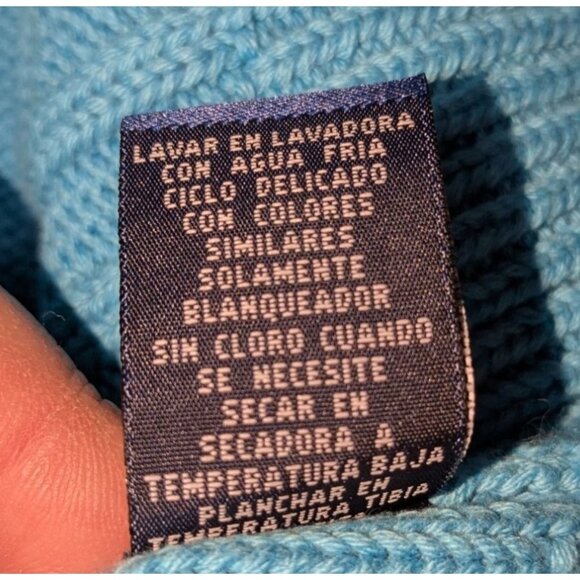 LAVAR EN LAVADORA
CON AGUA FRIA
CICLO DELICADO
CON COLORES
SIMILARES
SOLAMENTE
BLANQUEADOR
SIN CLORO CUANDO
SE NECESITE
SECAR EN
SECADORA A
TEMPERATURA BAJA
PLANCHAR EN
TEMPERATURA TIBIA